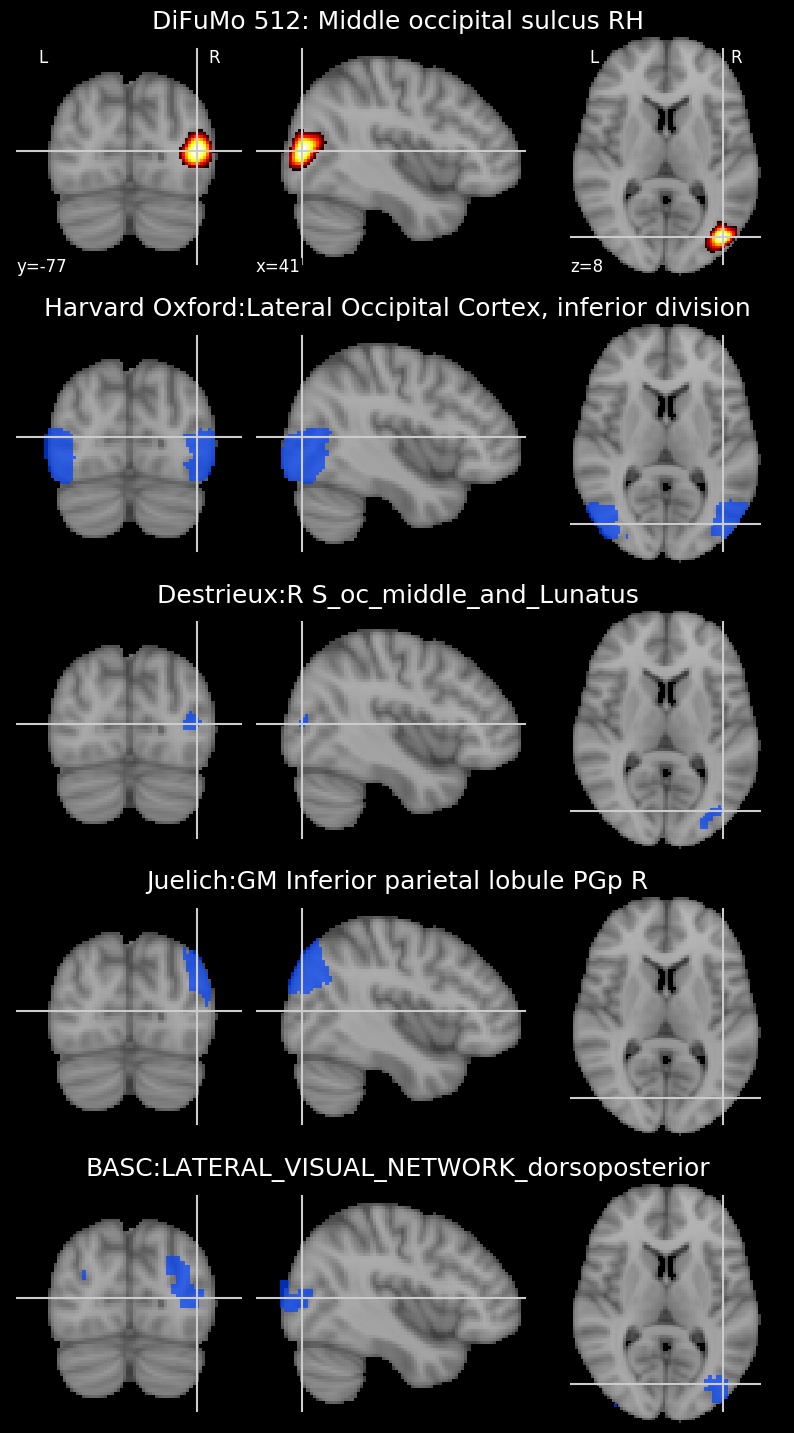 DiFuMo 512: Middle occipital sulcus RH
L R L R
y=-77 x=41 z=8
Harvard Oxford:Lateral Occipital Cortex, inferior division
Destrieux:R S_oc_middle_and_Lunatus
Juelich:GM Inferior parietal lobule PGp R
BASC:LATERAL_VISUAL_NETWORK_dorsoposterior